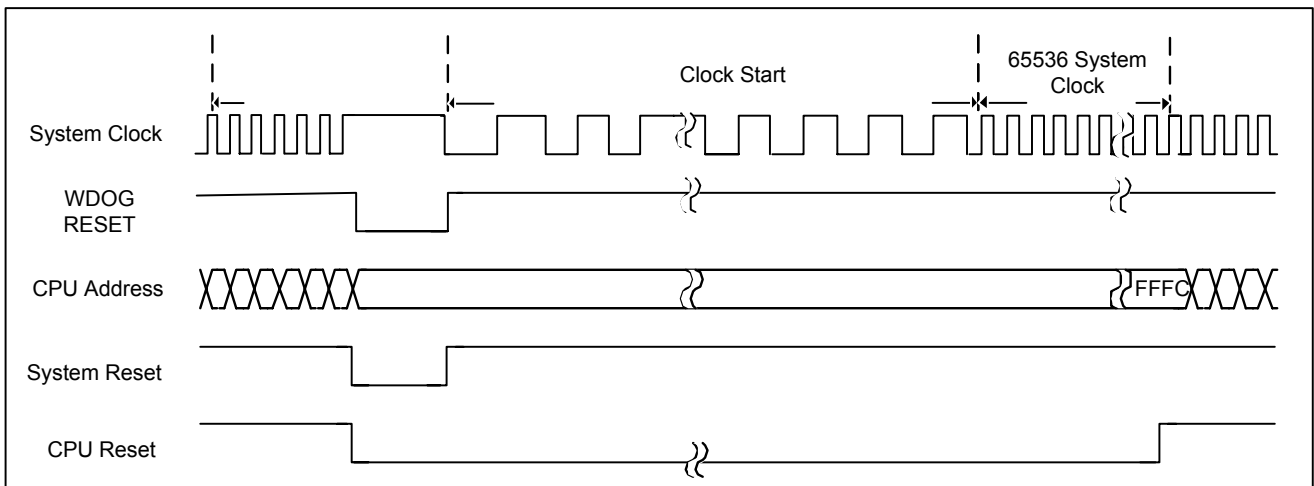 Clock Start
65536 System
Clock
System Clock
WDOG
RESET
CPU Address
FFFC
System Reset
CPU Reset